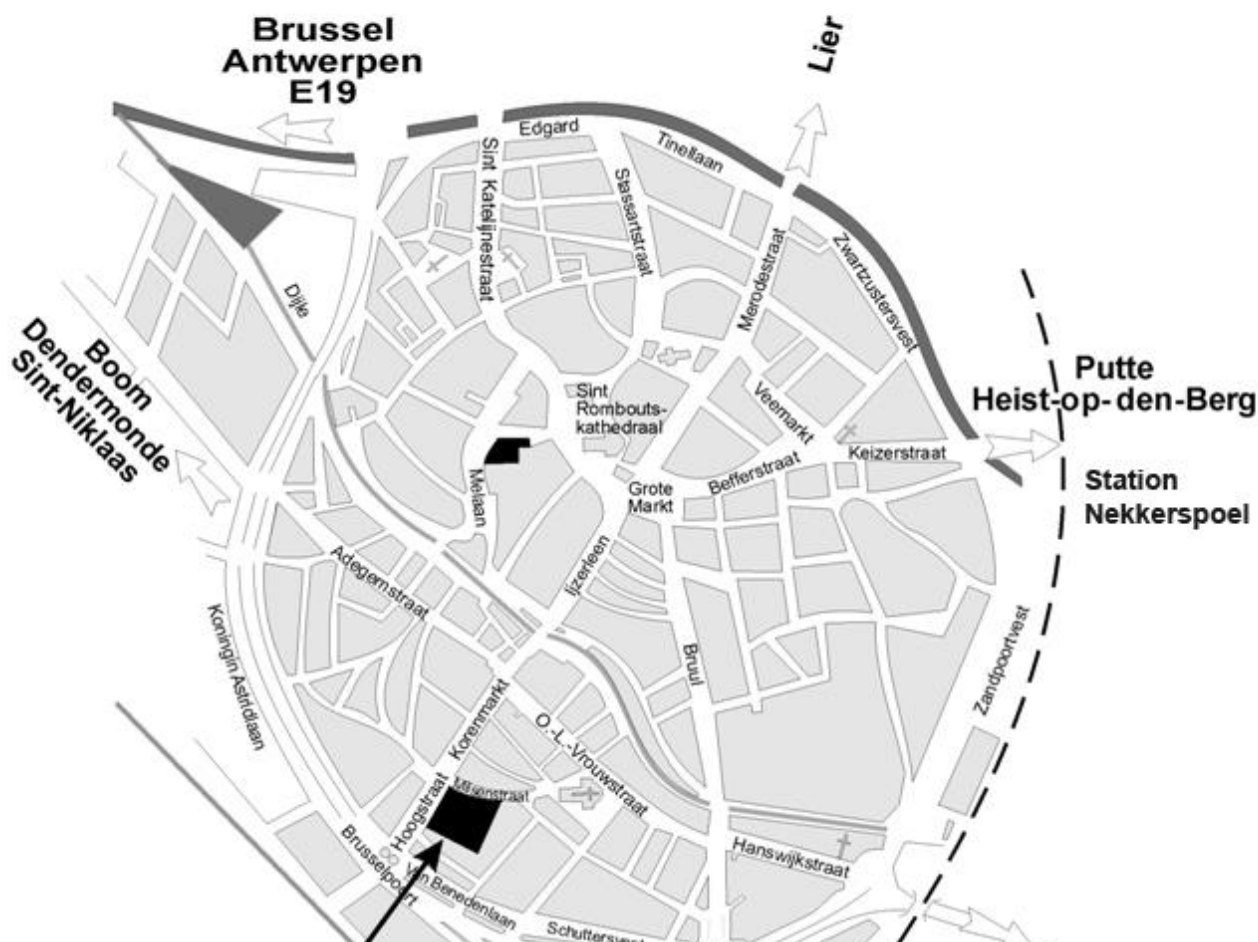 Brussel
Antwerpen
E19
Lier
Edgard
Tinellaan
Sint Katelijnestraat
Stassartstraat
Merodestraat
Zwartzustersvest
Dijle
Boom
Dendermonde
Sint-Niklaas
Putte
Heist-op-den-Berg
Sint
Rombouts-
kathedraal
Veemarkt
Keizerstraat
Befferstraat
Station
Nekkerspoel
Melaan
Grote
Markt
Ijzerleen
Adegemstraat
Koningin Astridlaan
Bruul
Zandpoortvest
Korenmarkt
O.-L.-Vrouwstraat
Hoogstraat
Milsenstraat
Hanswijkstraat
Brusselpoort
Van Benedenlaan
Schuttersvest